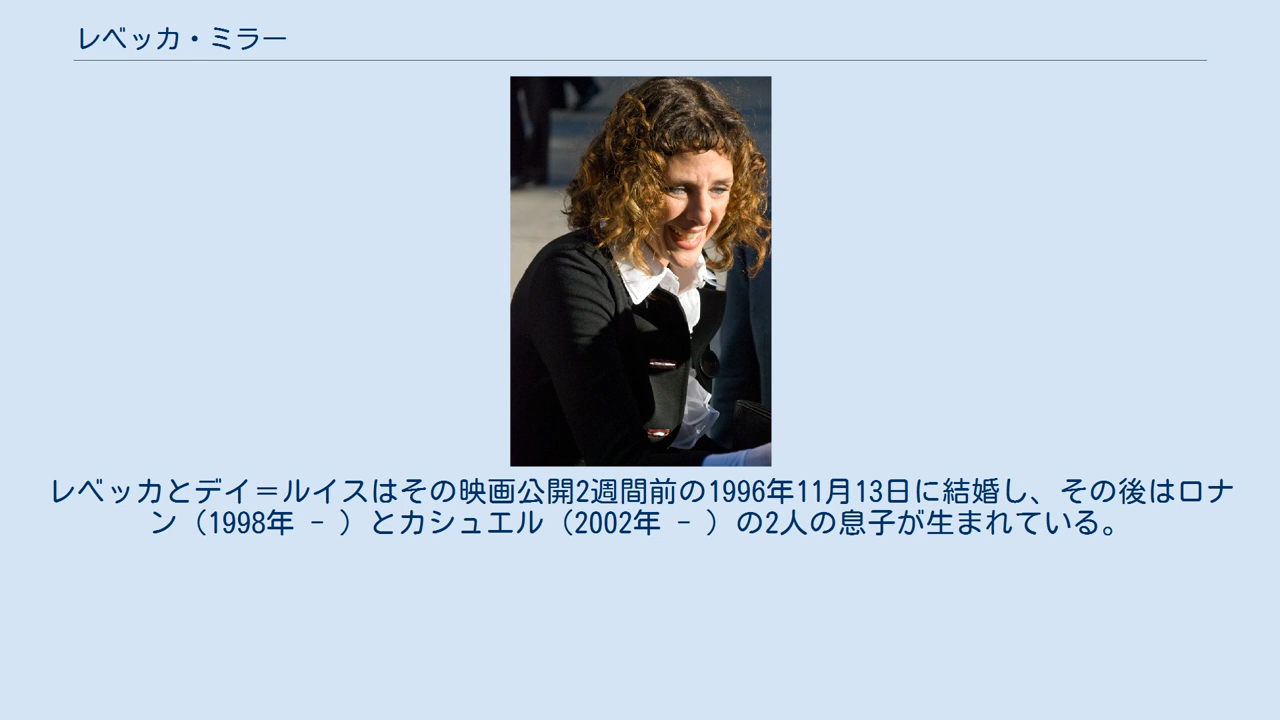 レベッカ・ミラー
レベッカとデイ＝ルイスはその映画公開2週間前の1996年11月13日に結婚し、その後はロナ
ン（1998年 - ）とカシュエル（2002年 - ）の2人の息子が生まれている。